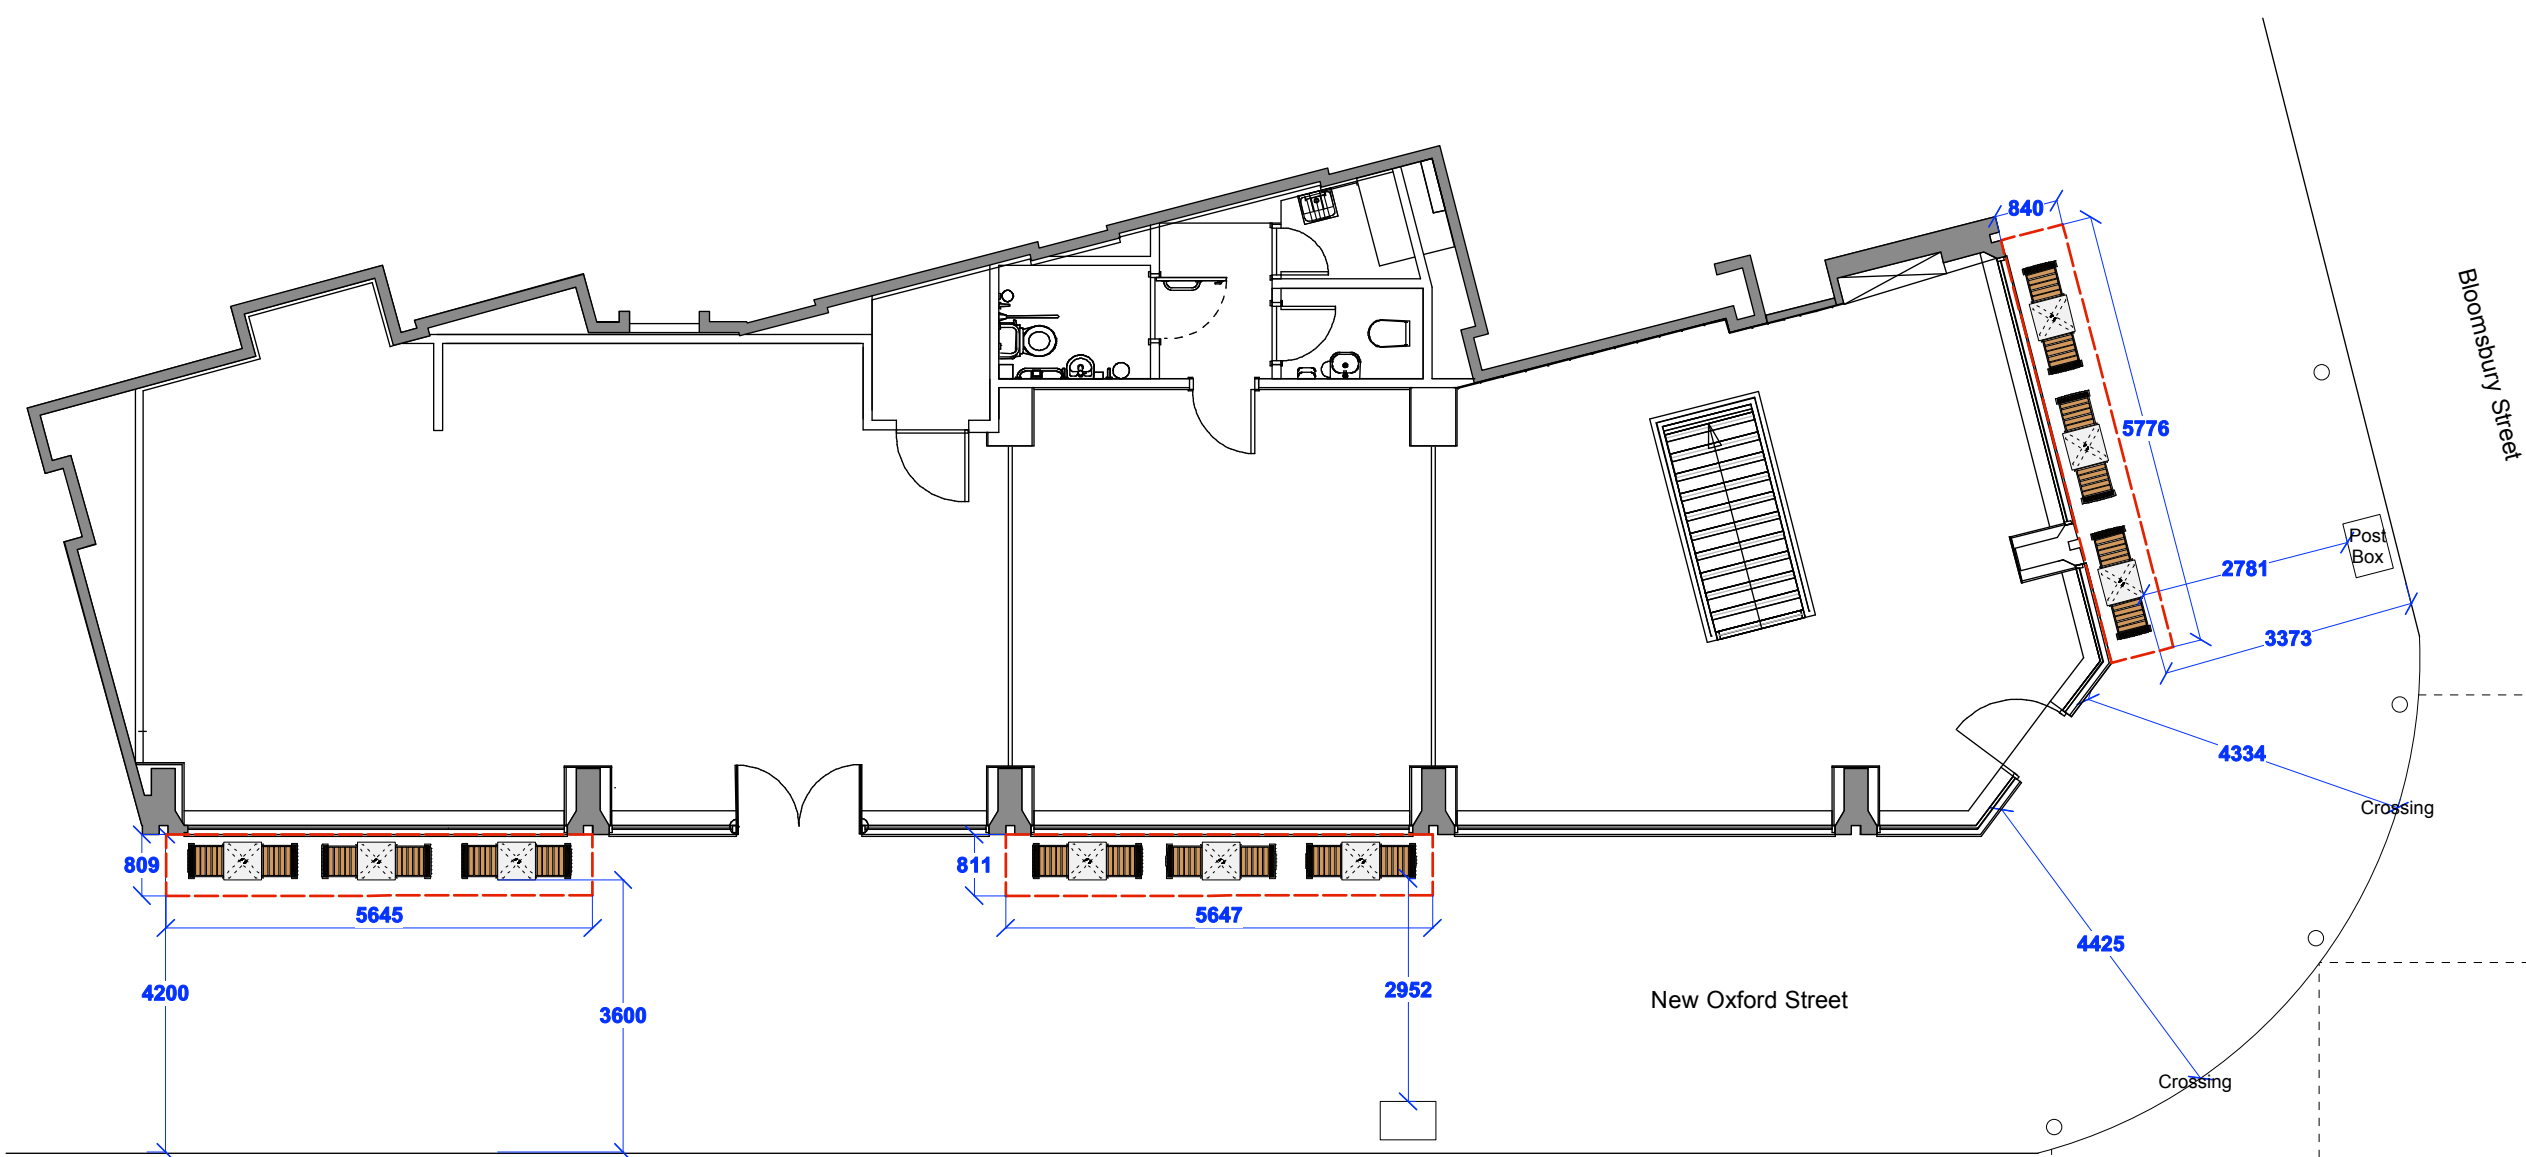 840
Bloomsbury Street
5776
Post
Box
2781
3373
4334
Crossing
809
811
5645
5647
4425
4200
2952
New Oxford Street
3600
Crossing